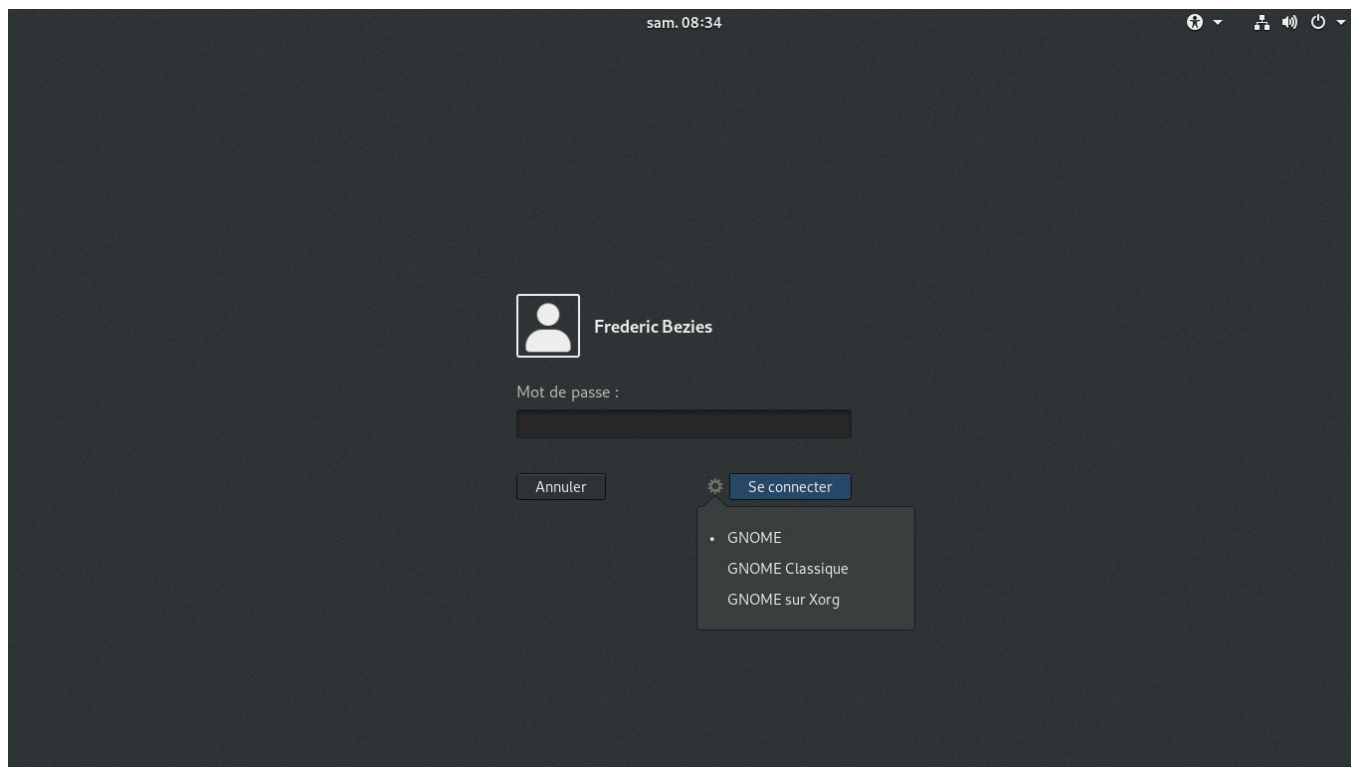 sam. 08:34
Frederic Bezies
Mot de passe :
Annuler
Se connecter
GNOME
GNOME Classique
GNOME sur Xorg